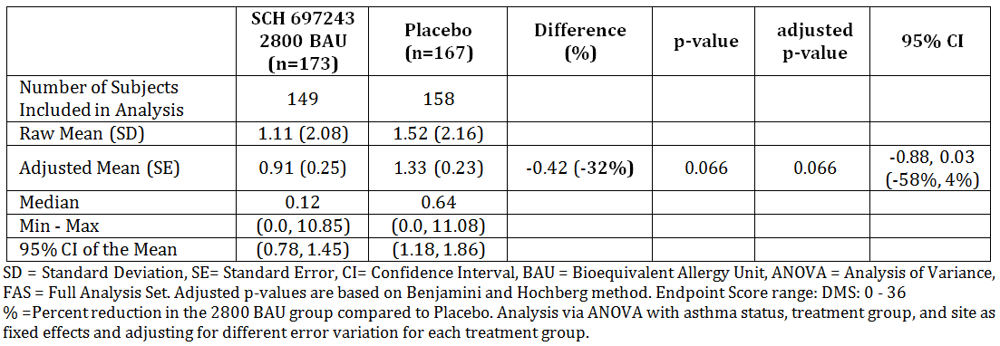 SCH 697243 2800 BAU (n=173) Placebo (n=167) Difference (%) p-value adjusted p-value 95% CI
Number of Subjects Included in Analysis 149 158
Raw Mean (SD) 1.11 (2.08) 1.52 (2.16)
Adjusted Mean (SE) 0.91 (0.25) 1.33 (0.23) -0.42 (-32%) 0.066 0.066 -0.88, 0.03 (-58%, 4%)
Median 0.12 0.64
Min - Max (0.0, 10.85) (0.0, 11.08)
95% CI of the Mean (0.78, 1.45) (1.18, 1.86)
SD = Standard Deviation, SE= Standard Error, CI= Confidence Interval, BAU = Bioequivalent Allergy Unit, ANOVA = Analysis of Variance,
FAS = Full Analysis Set. Adjusted p-values are based on Benjamini and Hochberg method. Endpoint Score range: DMS: 0 - 36
% =Percent reduction in the 2800 BAU group compared to Placebo. Analysis via ANOVA with asthma status, treatment group, and site as
fixed effects and adjusting for different error variation for each treatment group.